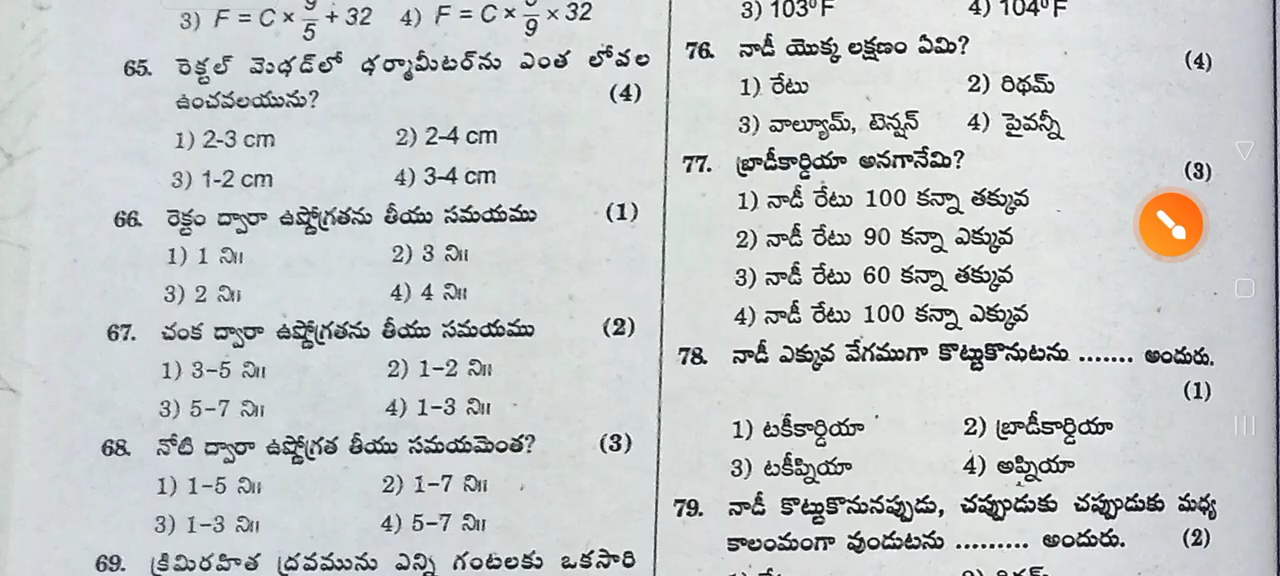 3) F = C × 9/5 + 32 4) F = C × 5/9 × 32
65. రెక్టల్ మెథడ్‌లో థర్మామీటర్‌ను ఎంత లోవల
ఉంచవలయును? (4)
1) 2-3 cm 2) 2-4 cm
3) 1-2 cm 4) 3-4 cm
66. రెక్టం ద్వారా ఉష్ణోగ్రతను తీయు సమయము (1)
1) 1 ని॥ 2) 3 ని॥
3) 2 ని॥ 4) 4 ని॥
67. చంక ద్వారా ఉష్ణోగ్రతను తీయు సమయము (2)
1) 3-5 ని॥ 2) 1-2 ని॥
3) 5-7 ని॥ 4) 1-3 ని॥
68. నోటి ద్వారా ఉష్ణోగ్రత తీయు సమయమెంత? (3)
1) 1-5 ని॥ 2) 1-7 ని॥
3) 1-3 ని॥ 4) 5-7 ని॥
69. క్రిమిరహిత ద్రవమును ఎన్ని గంటలకు ఒకసారి
3) 103⁰F 4) 104⁰F
76. నాడీ యొక్క లక్షణం ఏమి? (4)
1) రేటు 2) రిథమ్
3) వాల్యూమ్, టెన్షన్ 4) పైవన్నీ
77. బ్రాడీకార్డియా అనగానేమి? (3)
1) నాడీ రేటు 100 కన్నా తక్కువ
2) నాడీ రేటు 90 కన్నా ఎక్కువ
3) నాడీ రేటు 60 కన్నా తక్కువ
4) నాడీ రేటు 100 కన్నా ఎక్కువ
78. నాడీ ఎక్కువ వేగముగా కొట్టుకొనుటను ....... అందురు.
(1)
1) టకీకార్డియా 2) బ్రాడీకార్డియా
3) టకీప్నియా 4) అప్నియా
79. నాడీ కొట్టుకొనునప్పుడు, చప్పుడుకు చప్పుడుకు మధ్య
కాలంమంగా వుండుటను ......... అందురు. (2)